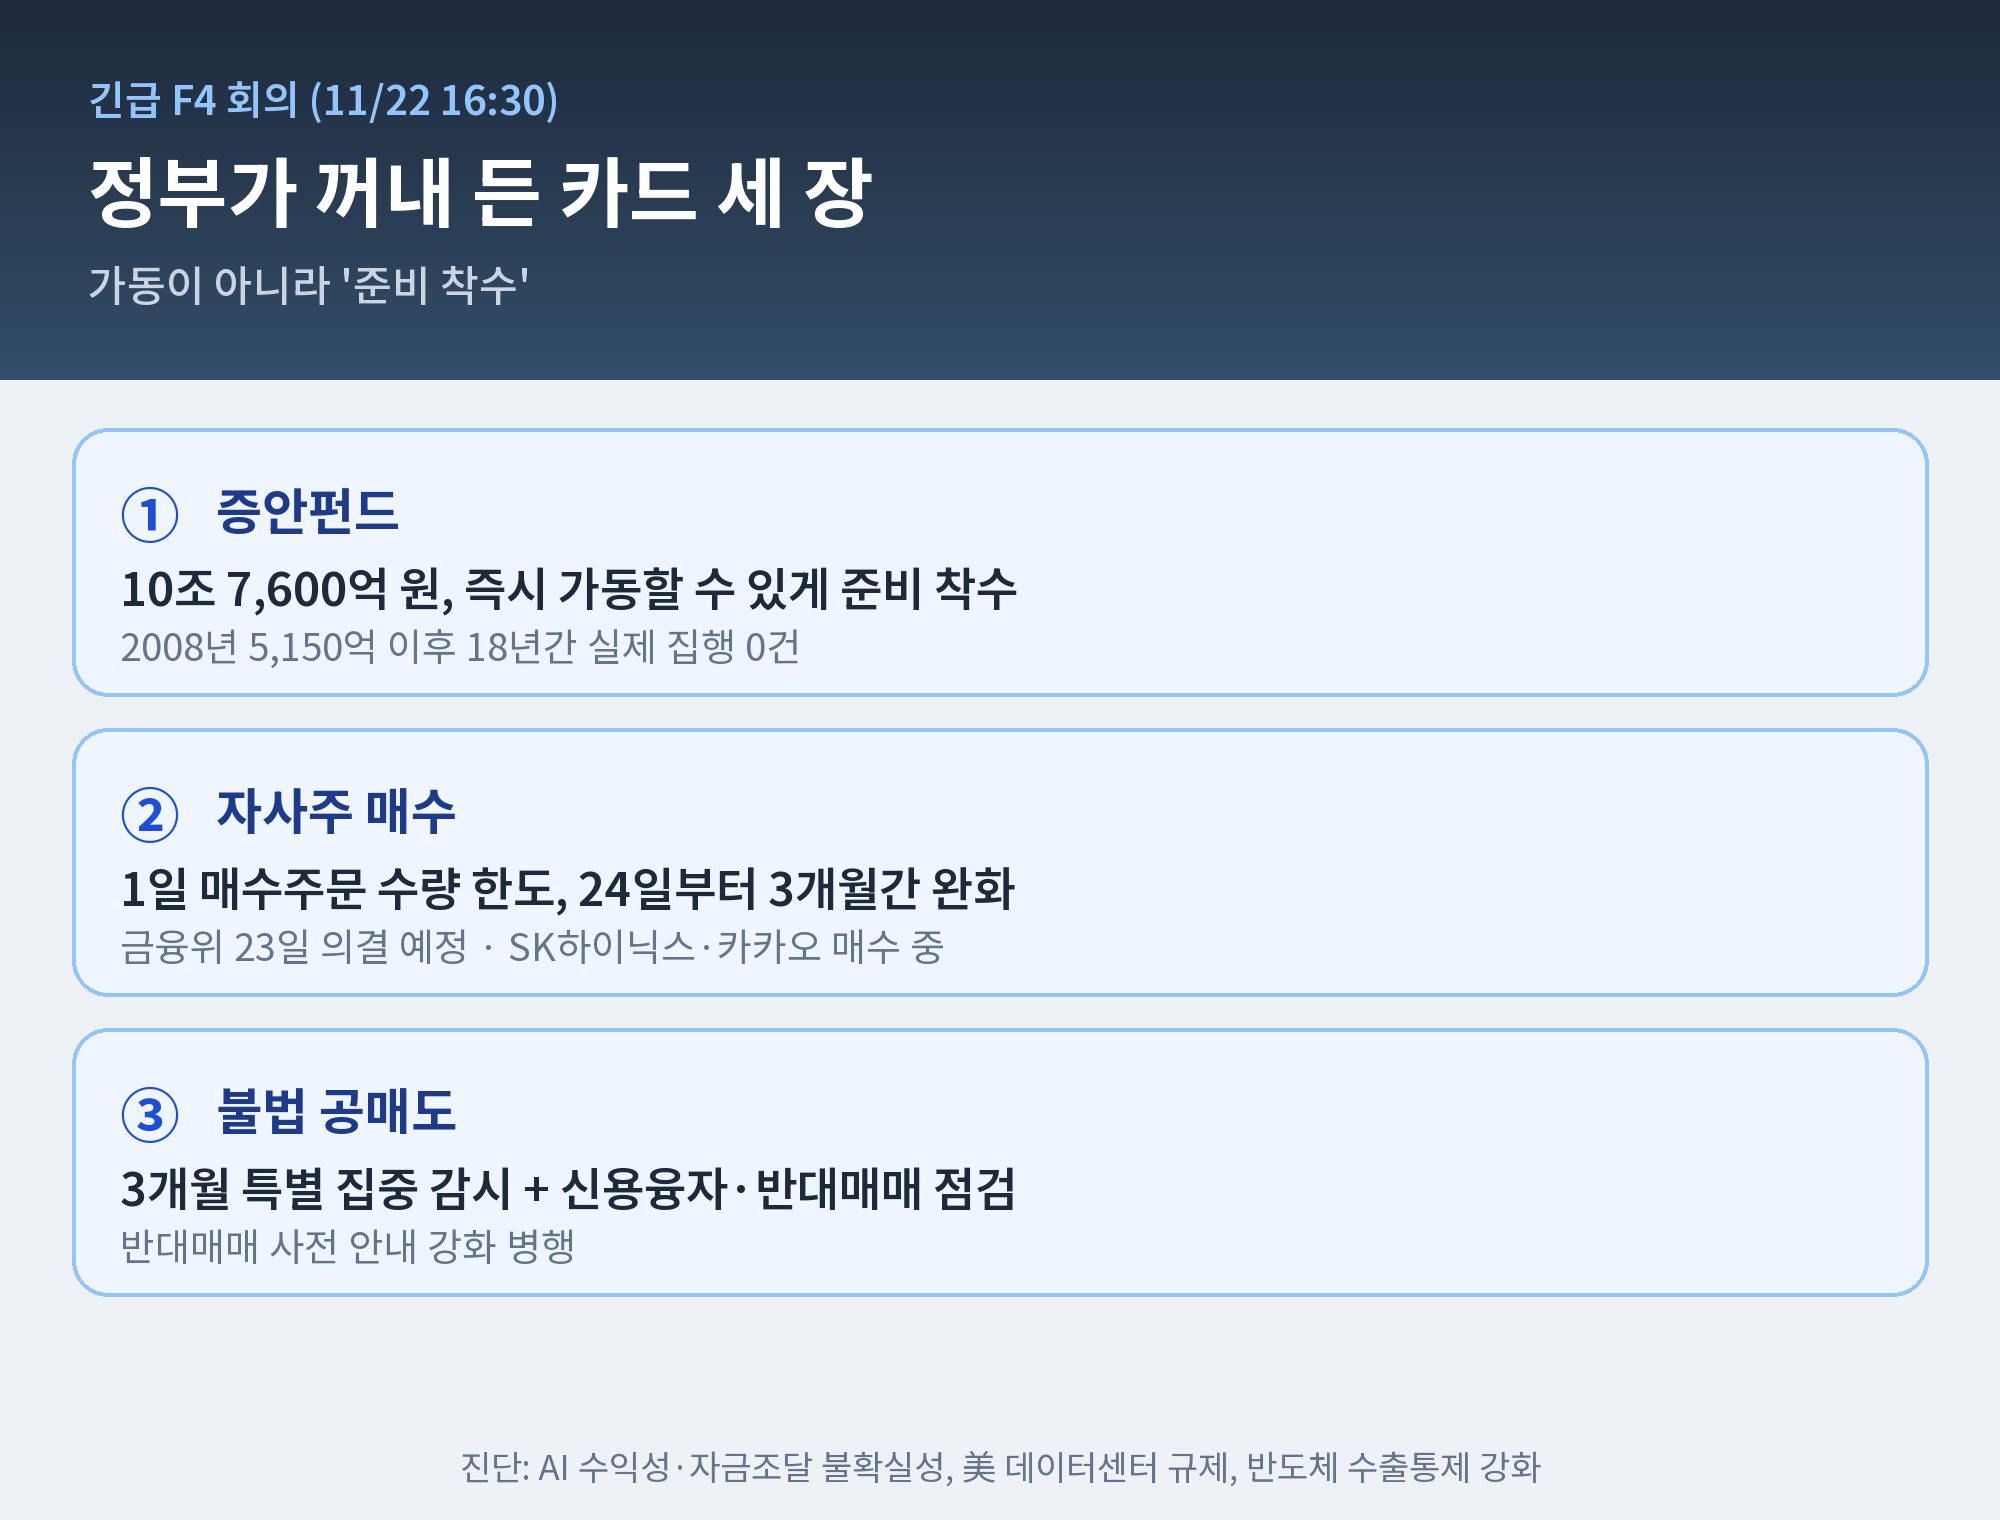 긴급 F4 회의 (11/22 16:30)
정부가 꺼내 든 카드 세 장
가동이 아니라 '준비 착수'
① 증안펀드
10조 7,600억 원, 즉시 가동할 수 있게 준비 착수
2008년 5,150억 이후 18년간 실제 집행 0건
② 자사주 매수
1일 매수주문 수량 한도, 24일부터 3개월간 완화
금융위 23일 의결 예정 · SK하이닉스·카카오 매수 중
③ 불법 공매도
3개월 특별 집중 감시 + 신용융자·반대매매 점검
반대매매 사전 안내 강화 병행
진단: AI 수익성·자금조달 불확실성, 美 데이터센터 규제, 반도체 수출통제 강화